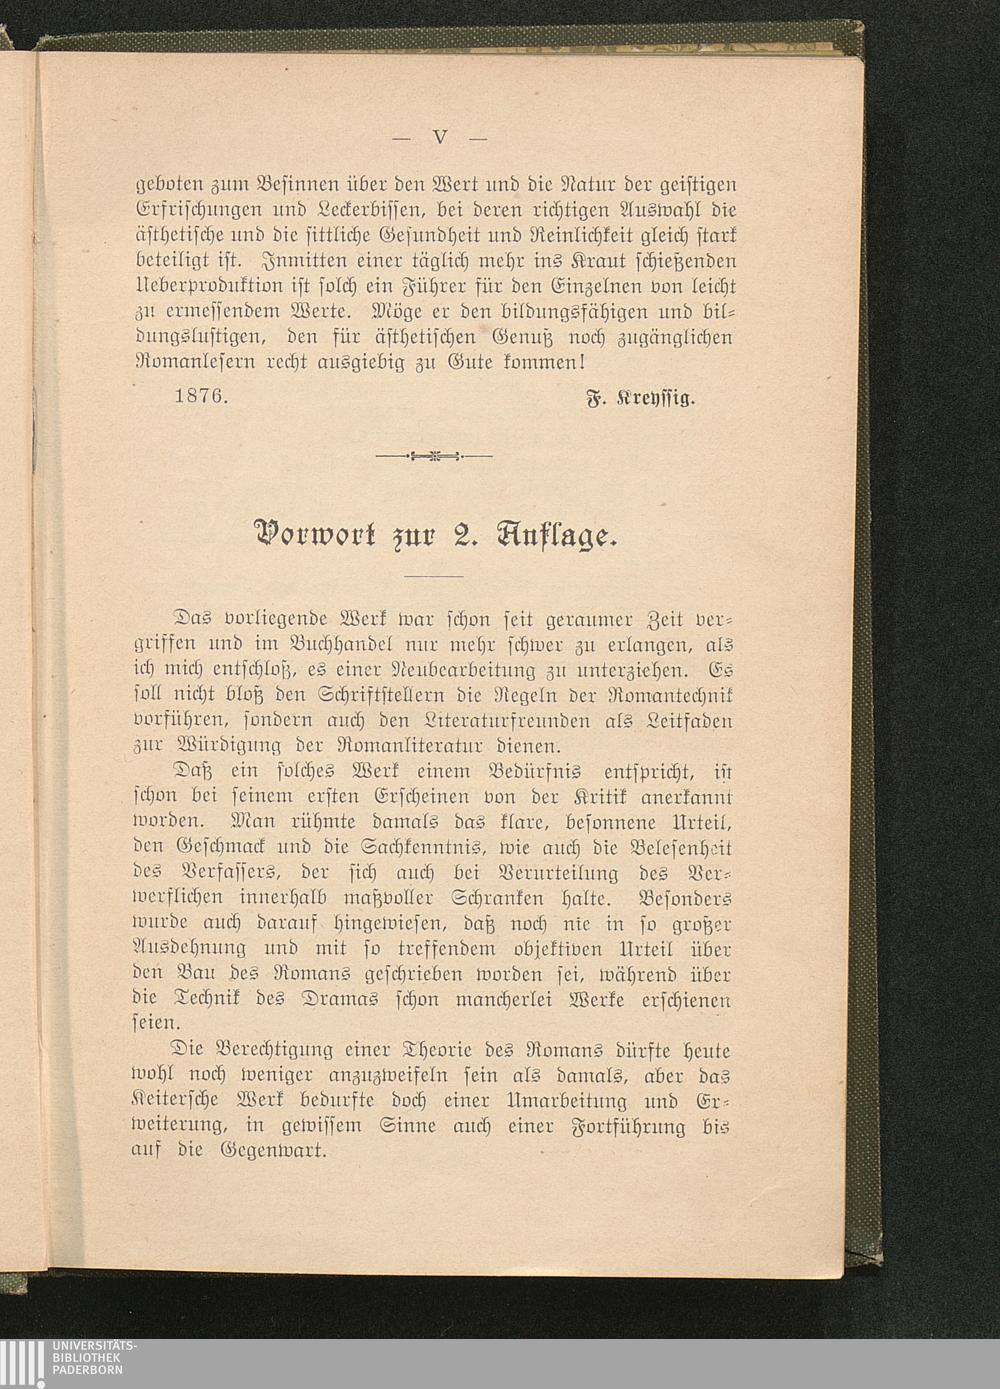 — V —
geboten zum Besinnen über den Wert und die Natur der geistigen
Erfrischungen und Leckerbissen, bei deren richtigen Auswahl die
ästhetische und die sittliche Gesundheit und Reinlichkeit gleich stark
beteiligt ist. Inmitten einer täglich mehr ins Kraut schießenden
Ueberproduktion ist solch ein Führer für den Einzelnen von leicht
zu ermessendem Werte. Möge er den bildungsfähigen und bil-
dungslustigen, den für ästhetischen Genuß noch zugänglichen
Romanlesern recht ausgiebig zu Gute kommen!
1876. F. Kreyssig.
Vorwort zur 2. Auflage.
Das vorliegende Werk war schon seit geraumer Zeit ver-
griffen und im Buchhandel nur mehr schwer zu erlangen, als
ich mich entschloß, es einer Neubearbeitung zu unterziehen. Es
soll nicht bloß den Schriftstellern die Regeln der Romantechnik
vorführen, sondern auch den Literaturfreunden als Leitfaden
zur Würdigung der Romanliteratur dienen.
Daß ein solches Werk einem Bedürfnis entspricht, ist
schon bei seinem ersten Erscheinen von der Kritik anerkannt
worden. Man rühmte damals das klare, besonnene Urteil,
den Geschmack und die Sachkenntnis, wie auch die Belesenheit
des Verfassers, der sich auch bei Verurteilung des Ver-
werflichen innerhalb maßvoller Schranken halte. Besonders
wurde auch darauf hingewiesen, daß noch nie in so großer
Ausdehnung und mit so treffendem objektiven Urteil über
den Bau des Romans geschrieben worden sei, während über
die Technik des Dramas schon mancherlei Werke erschienen
seien.
Die Berechtigung einer Theorie des Romans dürfte heute
wohl noch weniger anzuzweifeln sein als damals, aber das
Keitersche Werk bedurfte doch einer Umarbeitung und Er-
weiterung, in gewissem Sinne auch einer Fortführung bis
auf die Gegenwart.
UNIVERSITÄTS-
BIBLIOTHEK
PADERBORN